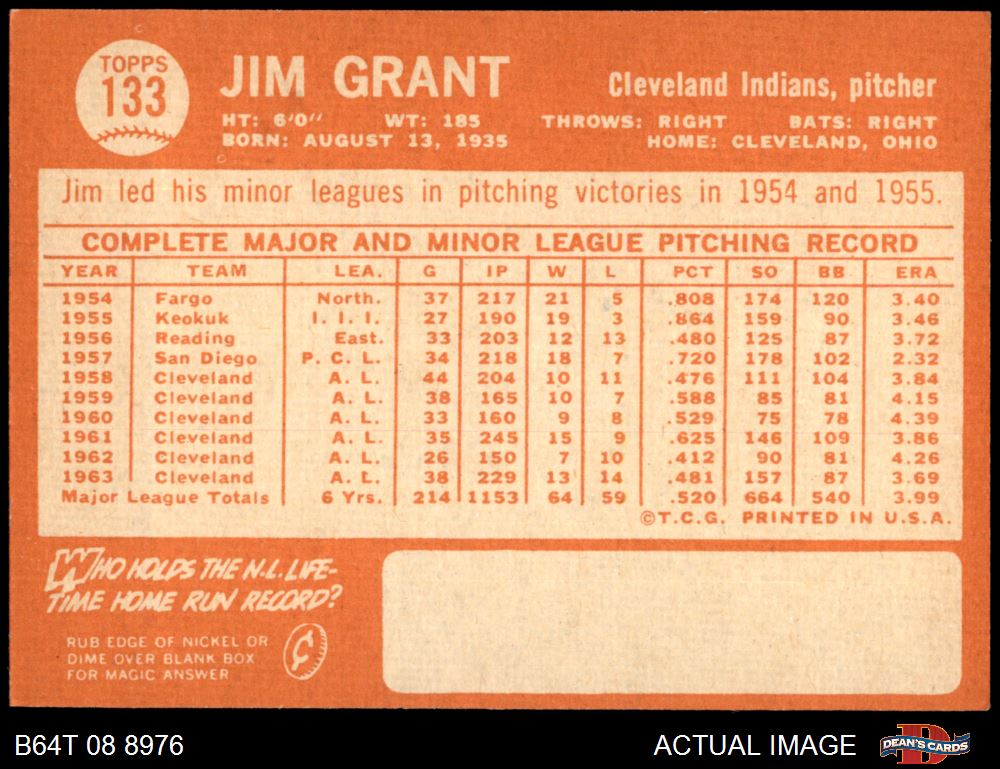 TOPPS
133
JIM GRANT
Cleveland Indians, pitcher
HT: 6'0" WT: 185 THROWS: RIGHT BATS: RIGHT
BORN: AUGUST 13, 1935 HOME: CLEVELAND, OHIO
Jim led his minor leagues in pitching victories in 1954 and 1955.
COMPLETE MAJOR AND MINOR LEAGUE PITCHING RECORD
YEAR TEAM LEA. G IP W L PCT SO BB ERA
1954 Fargo North. 37 217 21 5 .808 174 120 3.40
1955 Keokuk I. I. I. 27 190 19 3 .864 159 90 3.46
1956 Reading East. 33 203 12 13 .480 125 87 3.72
1957 San Diego P. C. L. 34 218 18 7 .720 178 102 2.32
1958 Cleveland A. L. 44 204 10 11 .476 111 104 3.84
1959 Cleveland A. L. 38 165 10 7 .588 85 81 4.15
1960 Cleveland A. L. 33 160 9 8 .529 75 78 4.39
1961 Cleveland A. L. 35 245 15 9 .625 146 109 3.86
1962 Cleveland A. L. 26 150 7 10 .412 90 81 4.26
1963 Cleveland A. L. 38 229 13 14 .481 157 87 3.69
Major League Totals 6 Yrs. 214 1153 64 59 .520 664 540 3.99
©T.C.G. PRINTED IN U.S.A.
WHO HOLDS THE N.L. LIFE-
TIME HOME RUN RECORD?
RUB EDGE OF NICKEL OR
DIME OVER BLANK BOX
FOR MAGIC ANSWER
¢
B64T 08 8976
ACTUAL IMAGE
DEAN'S CARDS